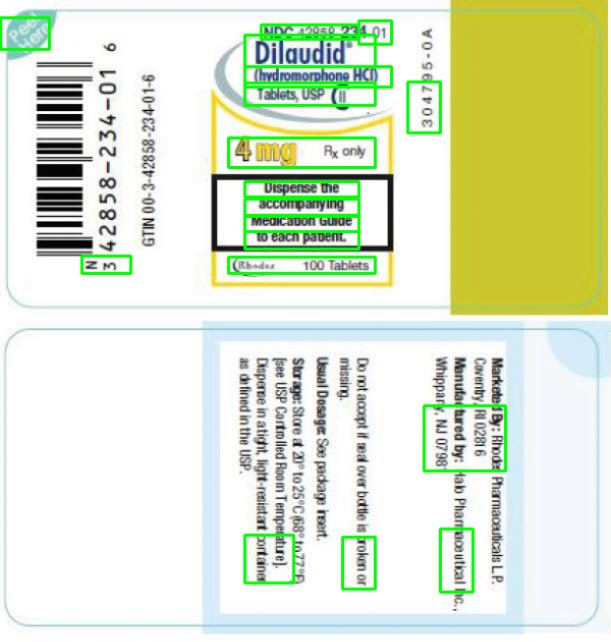 Peel
Here
NDC 42858-234-01
Dilaudid®
(hydromorphone HCl)
Tablets, USP CII
4 mg
Rx only
Dispense the
accompanying
Medication Guide
to each patient.
Rhodes
100 Tablets
304795-0A
N
3 42858-234-01 6
GTIN 00-3-42858-234-01-6
Marketed By: Rhodes Pharmaceuticals L.P.
Coventry, RI 02816
Manufactured by: Halo Pharmaceutical Inc.,
Whippany, NJ 0798
Do not accept if seal over bottle is broken or
missing.
Usual Dosage: See package insert.
Storage: Store at 20° to 25°C (68° to 77°F)
[see USP Controlled Room Temperature].
Dispense in a tight, light-resistant container
as defined in the USP.